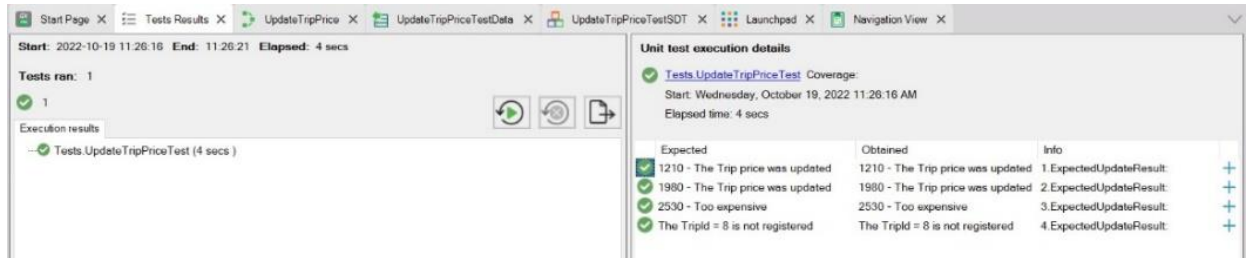 Start Page X Tests Results X UpdateTripPrice X UpdateTripPriceTestData X UpdateTripPriceTestSDT X Launchpad X Navigation View X
Start: 2022-10-19 11:26:16 End: 11:26:21 Elapsed: 4 secs
Tests ran: 1
1
Execution results
Tests.UpdateTripPriceTest (4 secs )
Unit test execution details
Tests.UpdateTripPriceTest Coverage:
Start: Wednesday, October 19, 2022 11:26:16 AM
Elapsed time: 4 secs
Expected Obtained Info
1210 - The Trip price was updated 1210 - The Trip price was updated 1.ExpectedUpdateResult:
1980 - The Trip price was updated 1980 - The Trip price was updated 2.ExpectedUpdateResult:
2530 - Too expensive 2530 - Too expensive 3.ExpectedUpdateResult:
The TripId = 8 is not registered The TripId = 8 is not registered 4.ExpectedUpdateResult: